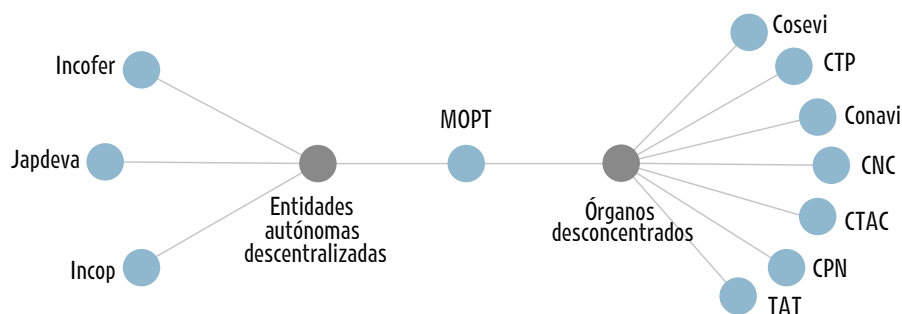 Incofer
Japdeva
Incop
Entidades
autónomas
descentralizadas
MOPT
Órganos
desconcentrados
Cosevi
CTP
Conavi
CNC
CTAC
CPN
TAT